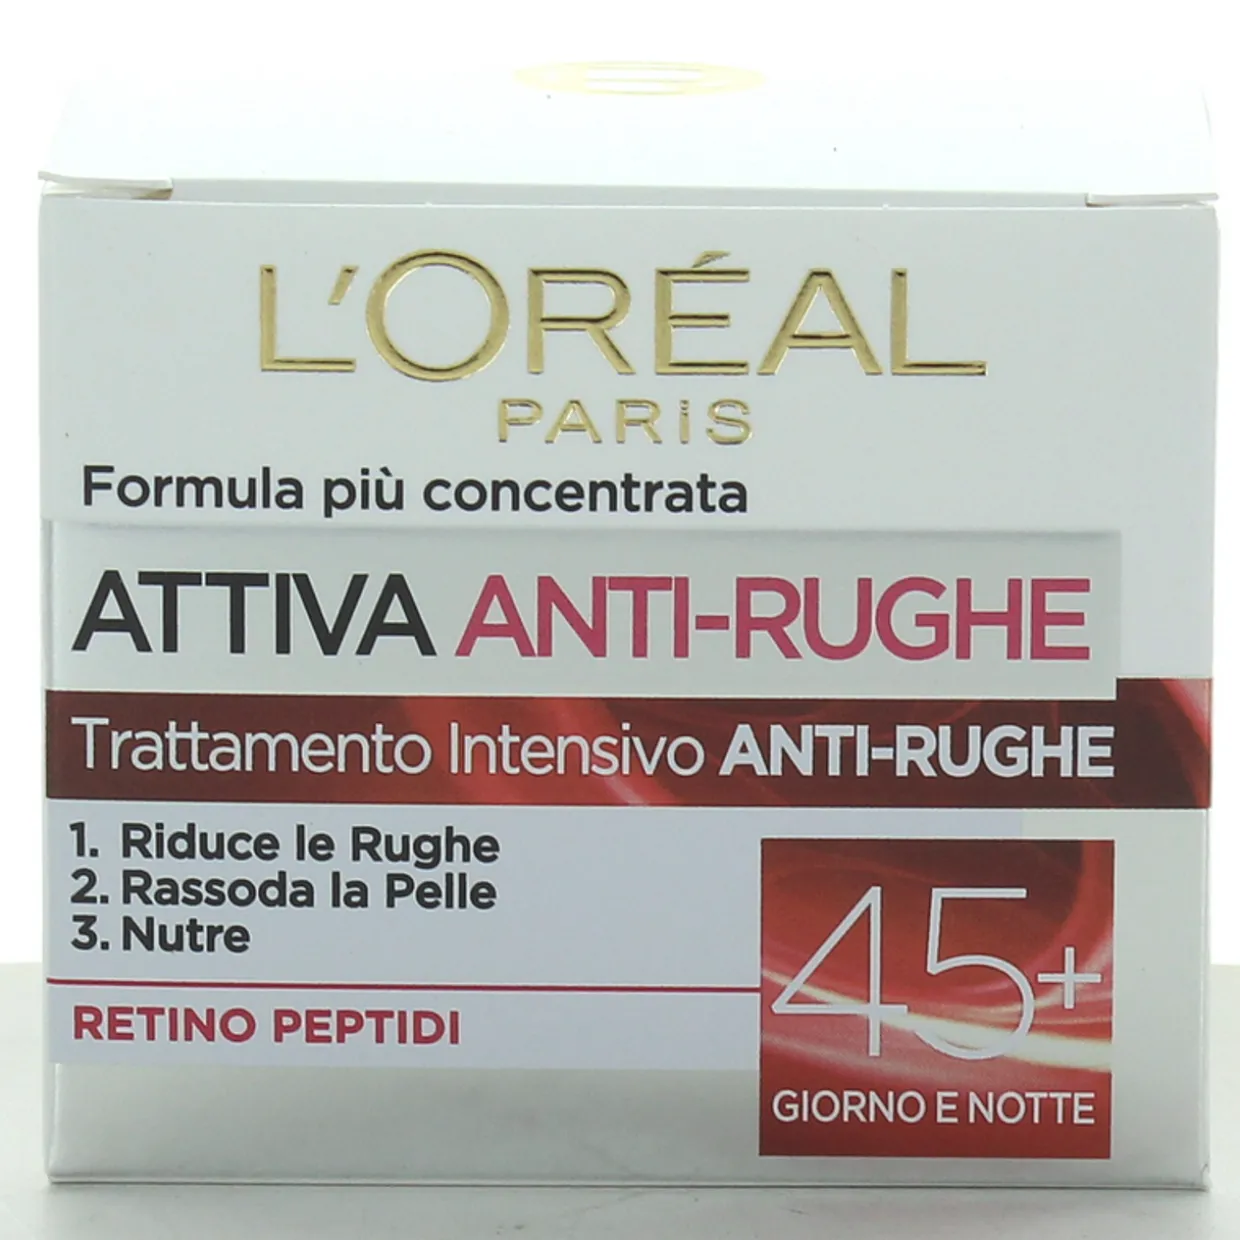 L'ORÉAL
PARiS
Formula più concentrata
ATTIVA ANTI-RUGHE
Trattamento Intensivo ANTI-RUGHE
1. Riduce le Rughe
2. Rassoda la Pelle
3. Nutre
RETINO PEPTIDI
45+
GIORNO E NOTTE